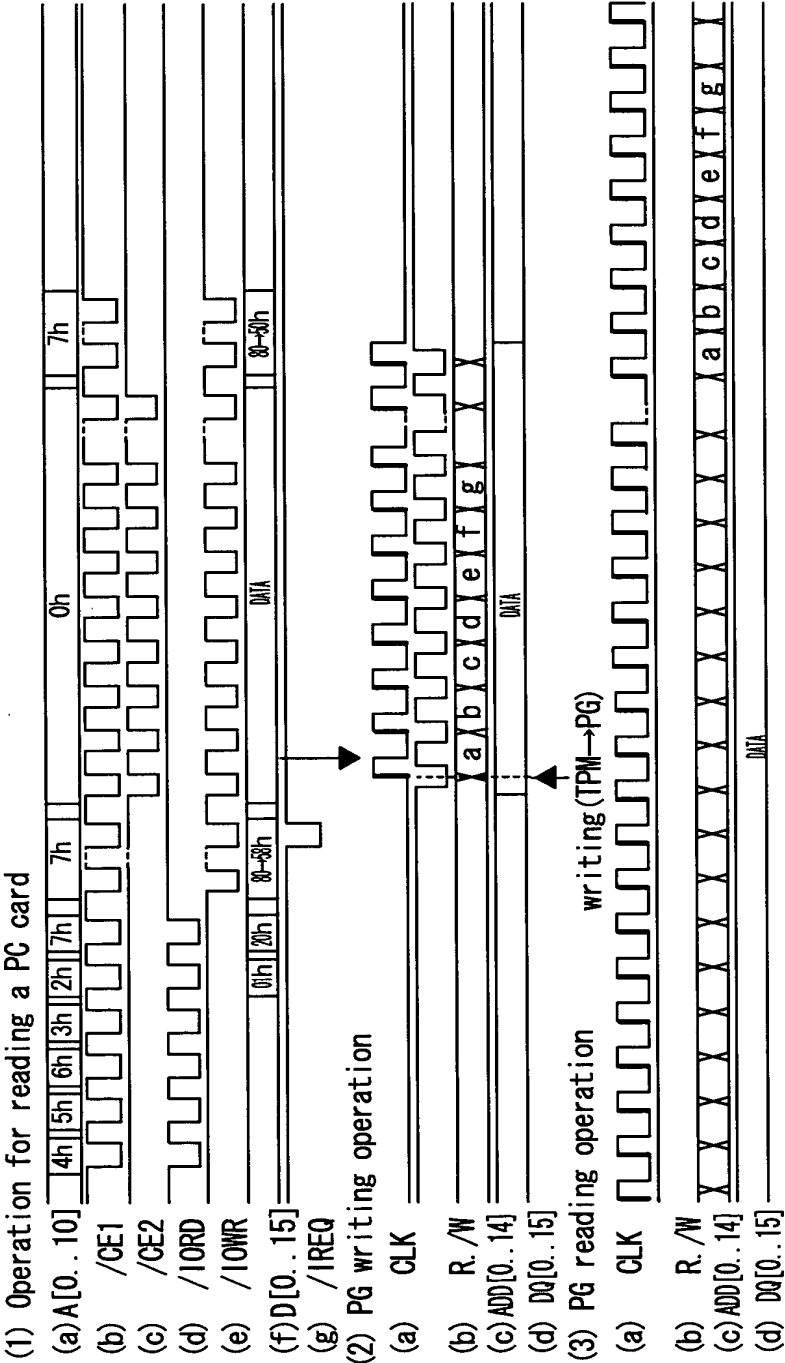 (1) Operation for reading a PC card
(a) A[0..10] 4h 5h 6h 3h 2h 7h 7h 0h 7h
(b) /CE1
(c) /CE2
(d) /IORD
(e) /IOWR
(f) D[0..15] 01h 20h 80→58h DATA 80→50h
(g) /IREQ
(2) PG writing operation
(a) CLK
(b) R./W
(c) ADD[0..14] a b c d e f g
(d) DQ[0..15] DATA
writing(TPM→PG)
(3) PG reading operation
(a) CLK
(b) R./W
(c) ADD[0..14] a b c d e f g
(d) DQ[0..15] DATA